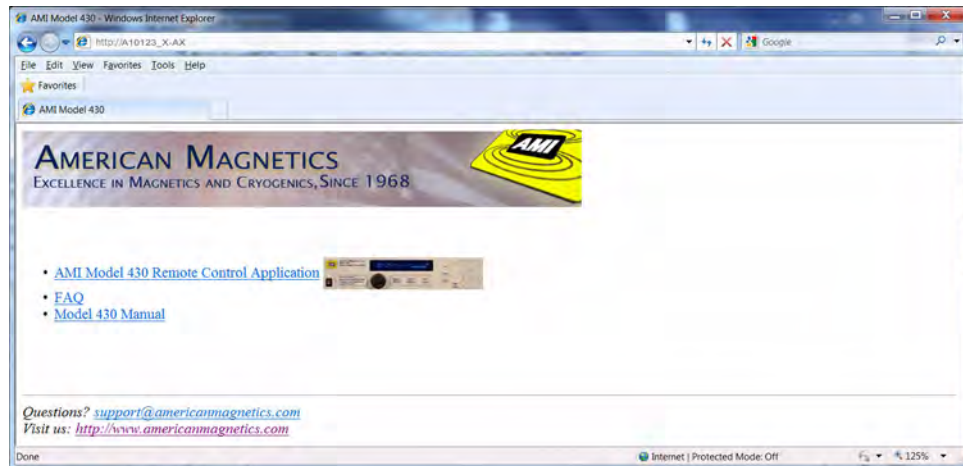 AMI Model 430 - Windows Internet Explorer
http://A10123_X-AX
Google
File Edit View Favorites Tools Help
Favorites
AMI Model 430
AMERICAN MAGNETICS
EXCELLENCE IN MAGNETICS AND CRYOGENICS, SINCE 1968
AMI
• AMI Model 430 Remote Control Application
• FAQ
• Model 430 Manual
Questions? support@americanmagnetics.com
Visit us: http://www.americanmagnetics.com
Done
Internet | Protected Mode: Off
125%